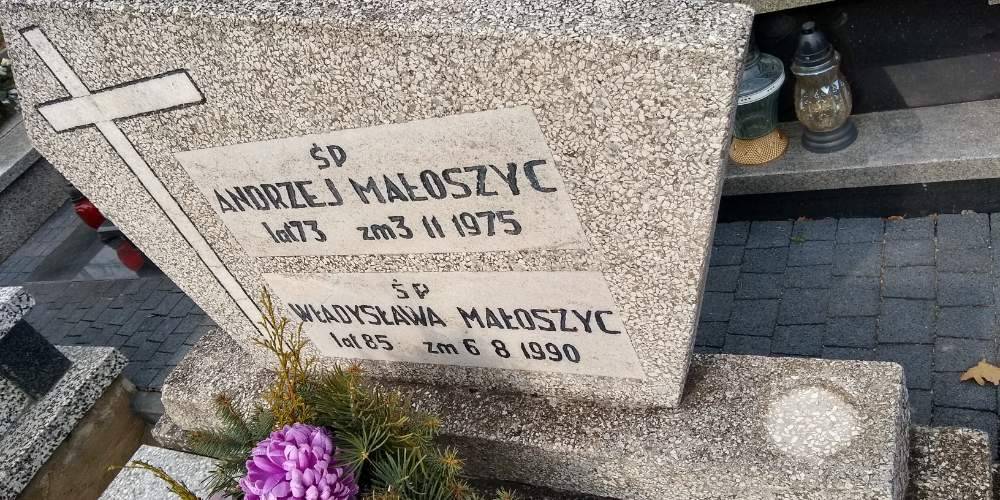 ŚP
ANDRZEJ MAŁOSZYC
lat 73 zm 3 11 1975
ŚP
WŁADYSŁAWA MAŁOSZYC
lat 85 zm 6 8 1990